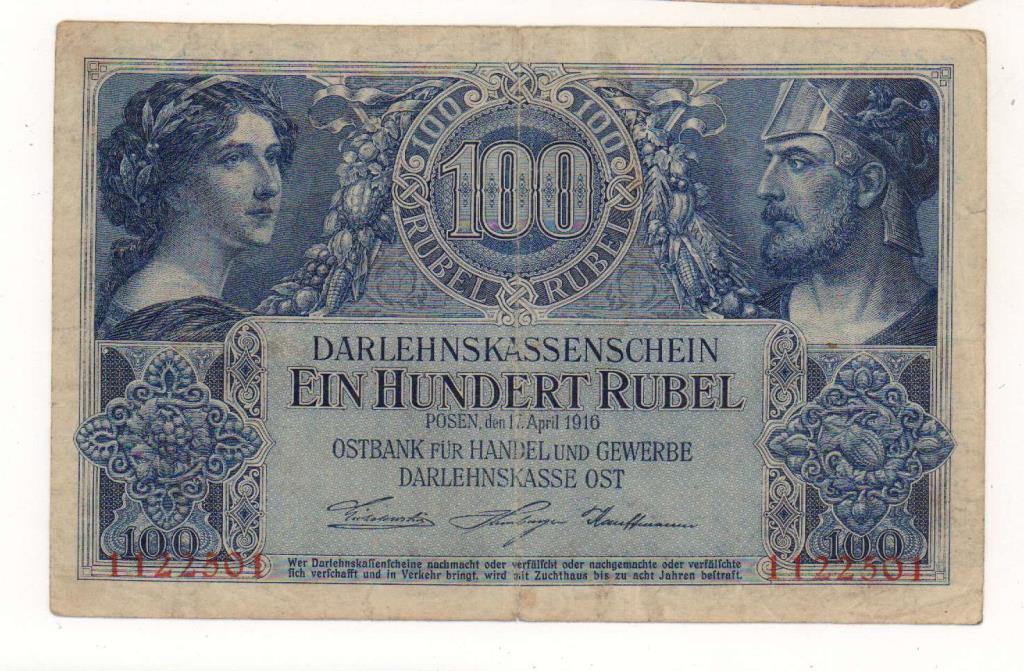 100 100
100
RUBEL RUBEL
DARLEHNSKASSENSCHEIN
EIN HUNDERT RUBEL
POSEN, den 17. April 1916
OSTBANK FÜR HANDEL UND GEWERBE
DARLEHNSKASSE OST
Kauffmann
100 100
1122501 1122501
Wer Darlehnskaſſenſcheine nachmacht oder verfälſcht oder nachgemachte oder verfälſchte
ſich verſchafft und in Verkehr bringt, wird mit Zuchthaus bis zu acht Jahren beſtraft.